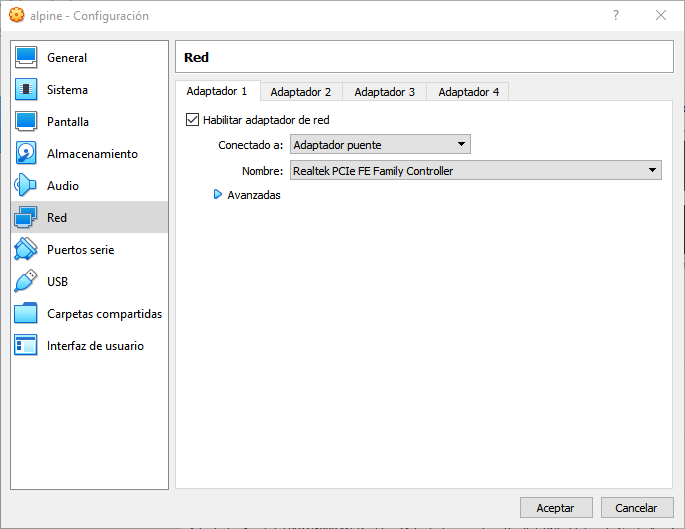 alpine - Configuración
?
General
Sistema
Pantalla
Almacenamiento
Audio
Red
Puertos serie
USB
Carpetas compartidas
Interfaz de usuario
Red
Adaptador 1 Adaptador 2 Adaptador 3 Adaptador 4
Habilitar adaptador de red
Conectado a: Adaptador puente
Nombre: Realtek PCIe FE Family Controller
Avanzadas
Aceptar Cancelar